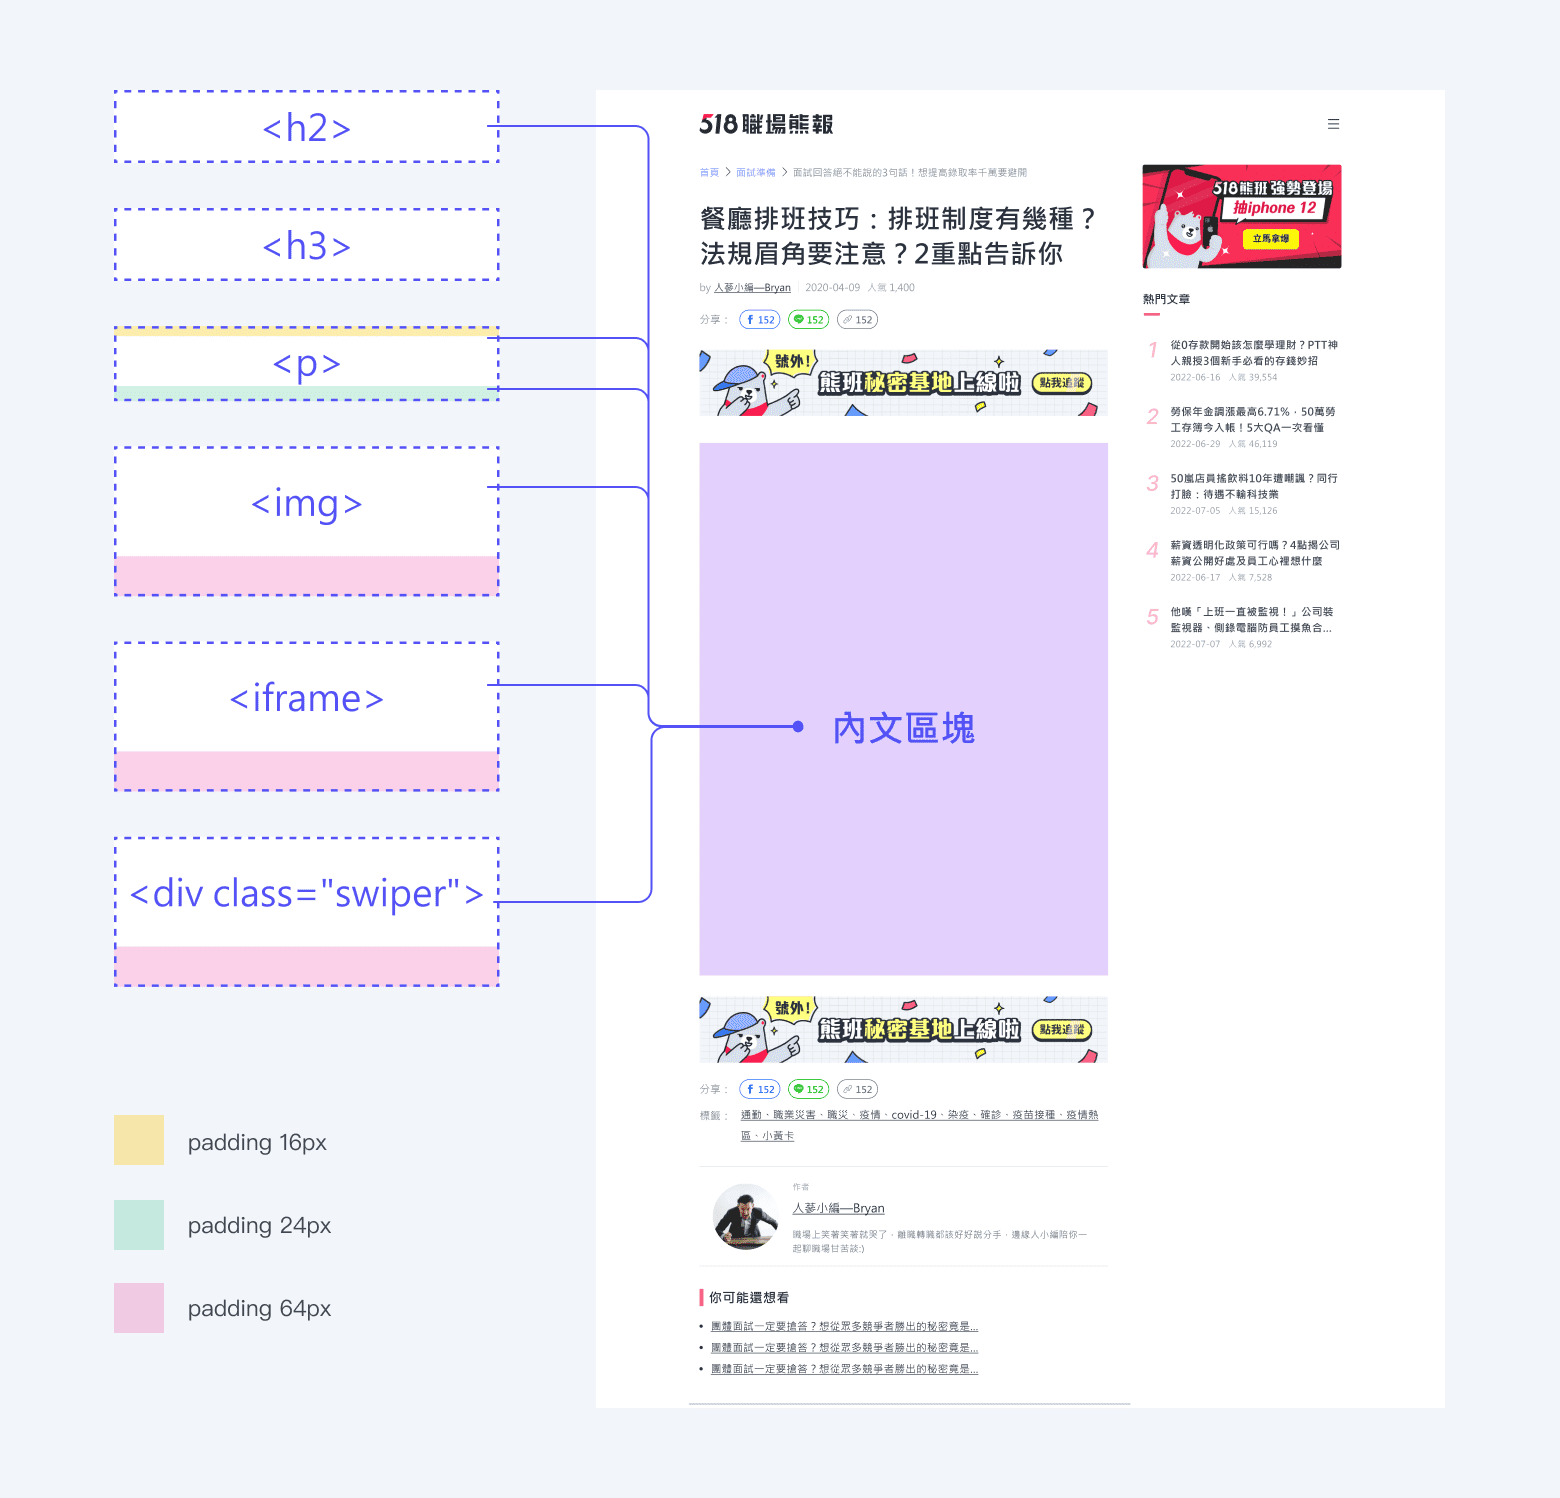 <h2>
<h3>
<p>
<img>
<iframe>
<div class="swiper">
padding 16px
padding 24px
padding 64px
518 職場熊報
首頁 > 面試準備 > 面試回答絕不能說的3句話！想提高錄取率千萬要避開
餐廳排班技巧：排班制度有幾種？
法規眉角要注意？2重點告訴你
by 人蔘小編—Bryan 2020-04-09 人氣 1,400
分享： 152 152 152
號外!
熊班秘密基地上線啦 點我追蹤
內文區塊
號外!
熊班秘密基地上線啦 點我追蹤
分享： 152 152 152
標籤： 通勤、職業災害、職災、疫情、covid-19、染疫、確診、疫苗接種、疫情熱
區、小黃卡
作者
人蔘小編—Bryan
職場上笑著笑著就哭了，離職轉職都該好好說分手，邊緣人小編陪你一
起聊職場甘苦談:)
你可能還想看
• 團體面試一定要搶答？想從眾多競爭者勝出的秘密竟是...
• 團體面試一定要搶答？想從眾多競爭者勝出的秘密竟是...
• 團體面試一定要搶答？想從眾多競爭者勝出的秘密竟是...
518熊班強勢登場
抽iphone 12
立馬拿爆
熱門文章
1 從0存款開始該怎麼學理財？PTT神
人親授3個新手必看的存錢妙招
2022-06-16 人氣 39,554
2 勞保年金調漲最高6.71%，50萬勞
工存簿今入帳！5大QA一次看懂
2022-06-29 人氣 46,119
3 50嵐店員搖飲料10年遭嘲諷？同行
打臉：待遇不輸科技業
2022-07-05 人氣 15,126
4 薪資透明化政策可行嗎？4點揭公司
薪資公開好處及員工心裡想什麼
2022-06-17 人氣 7,528
5 他嘆「上班一直被監視！」公司裝
監視器、側錄電腦防員工摸魚合...
2022-07-07 人氣 6,992